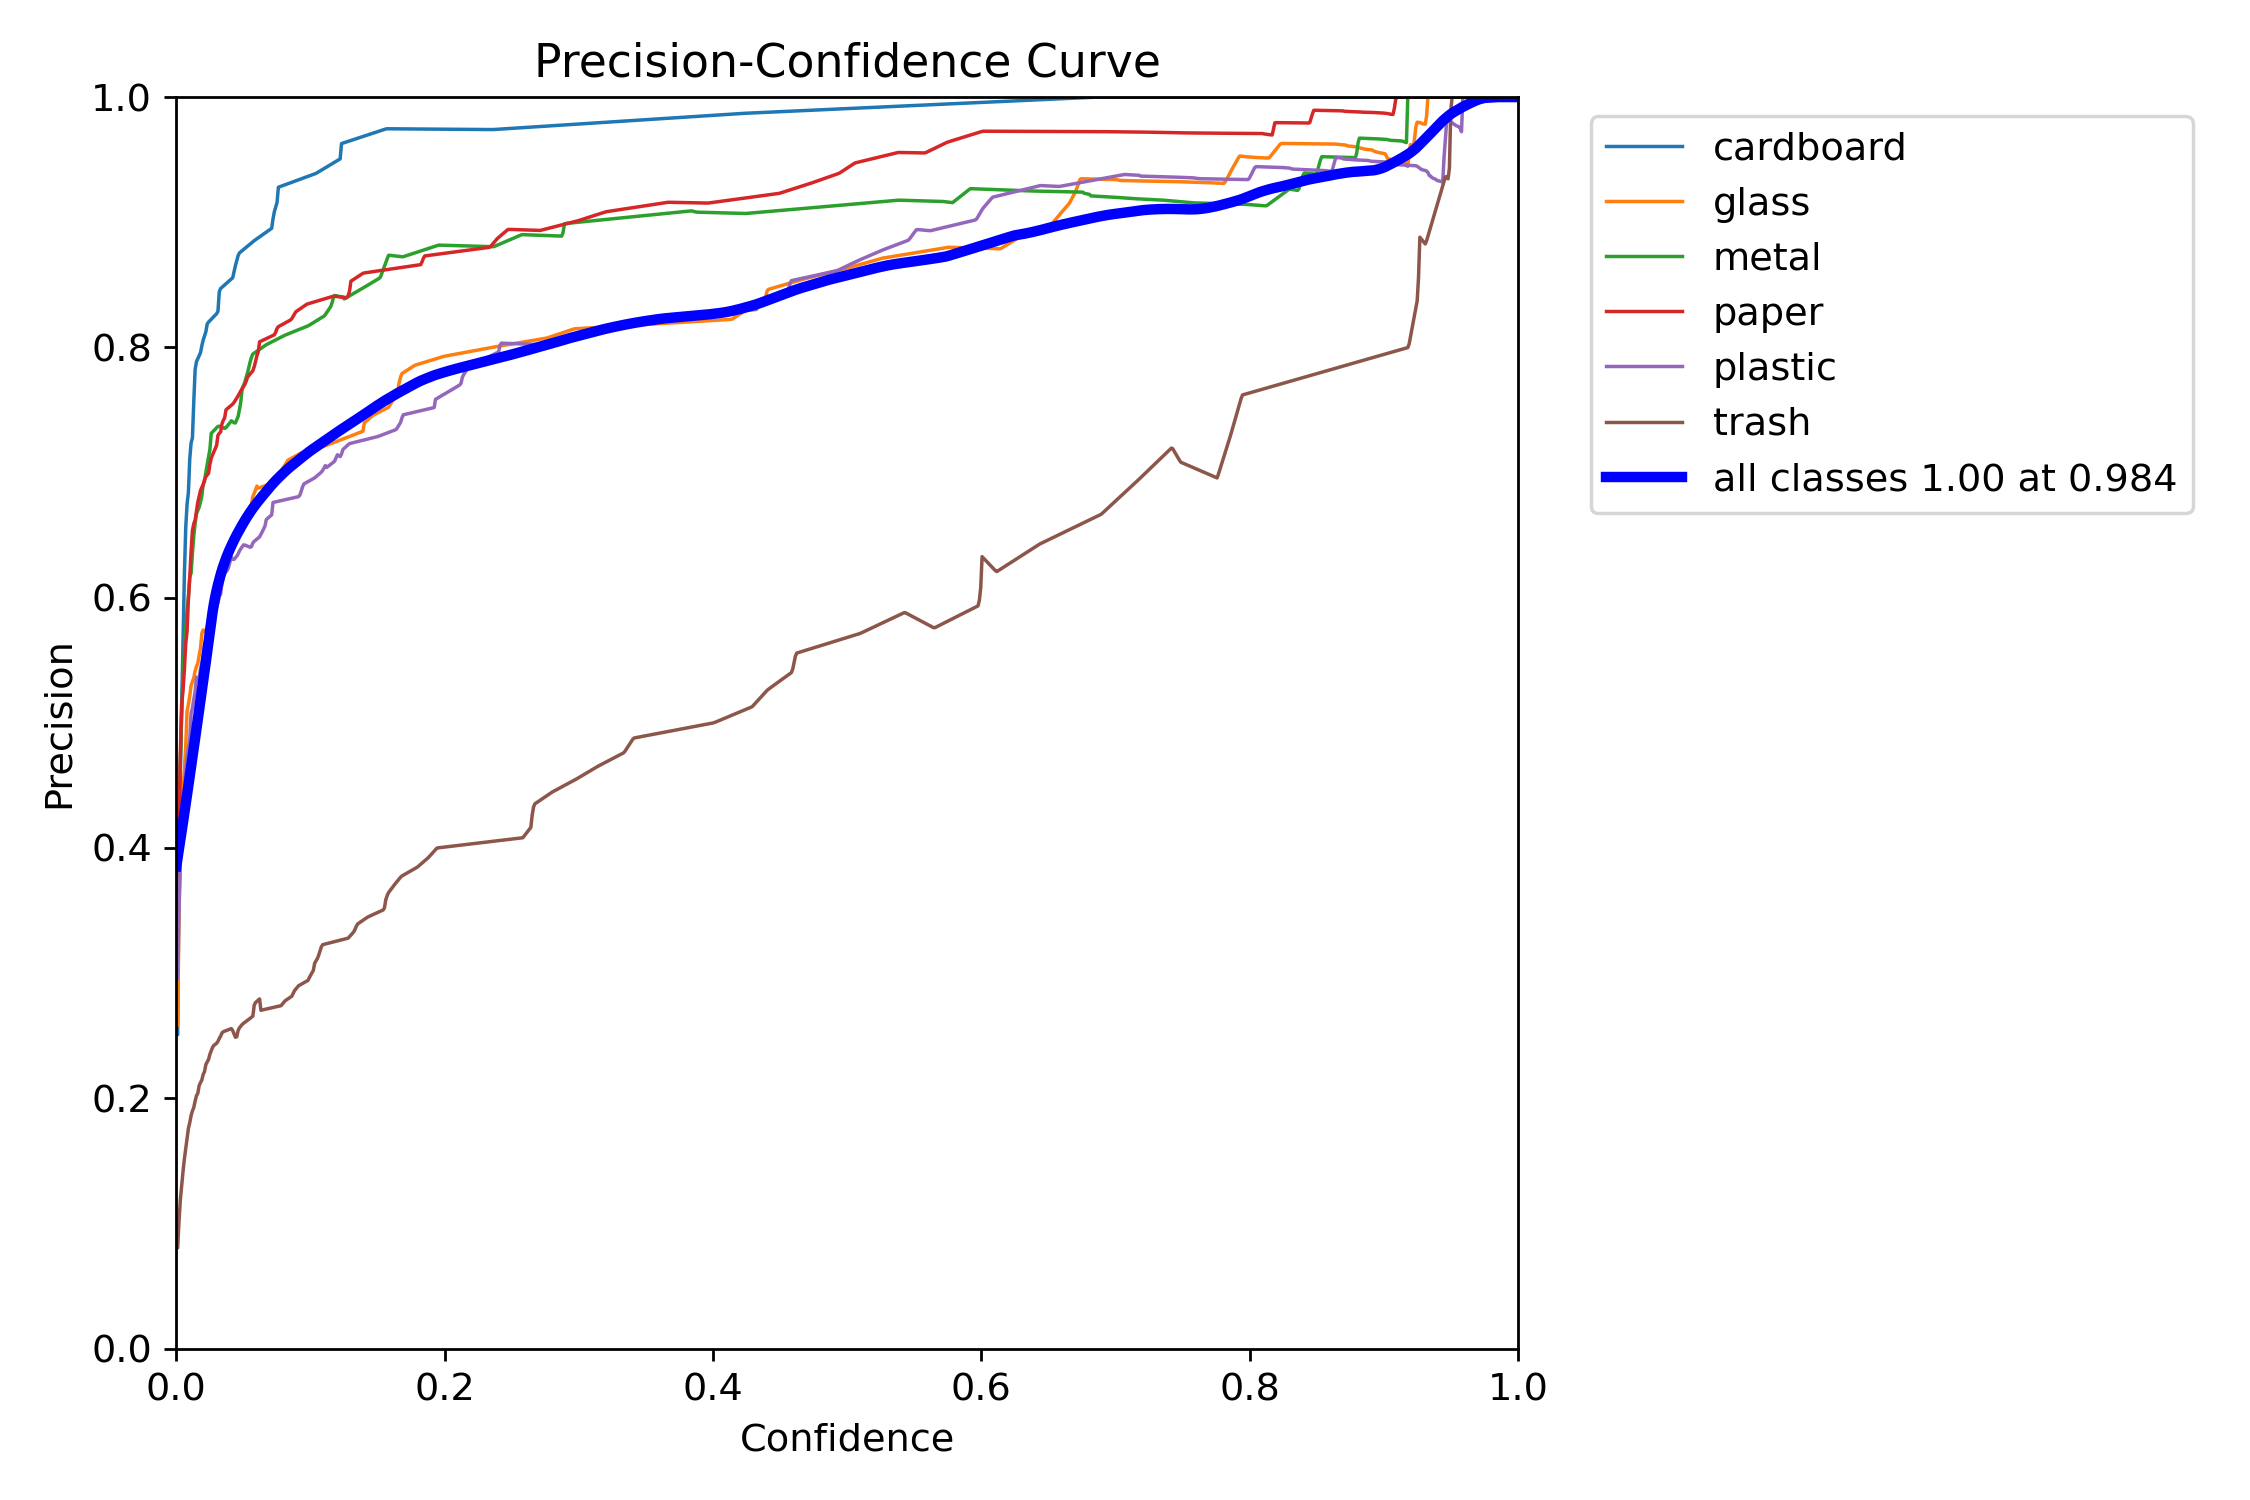 Precision-Confidence Curve
1.0
0.8
0.6
0.4
0.2
0.0
Precision
0.0 0.2 0.4 0.6 0.8 1.0
Confidence
cardboard
glass
metal
paper
plastic
trash
all classes 1.00 at 0.984